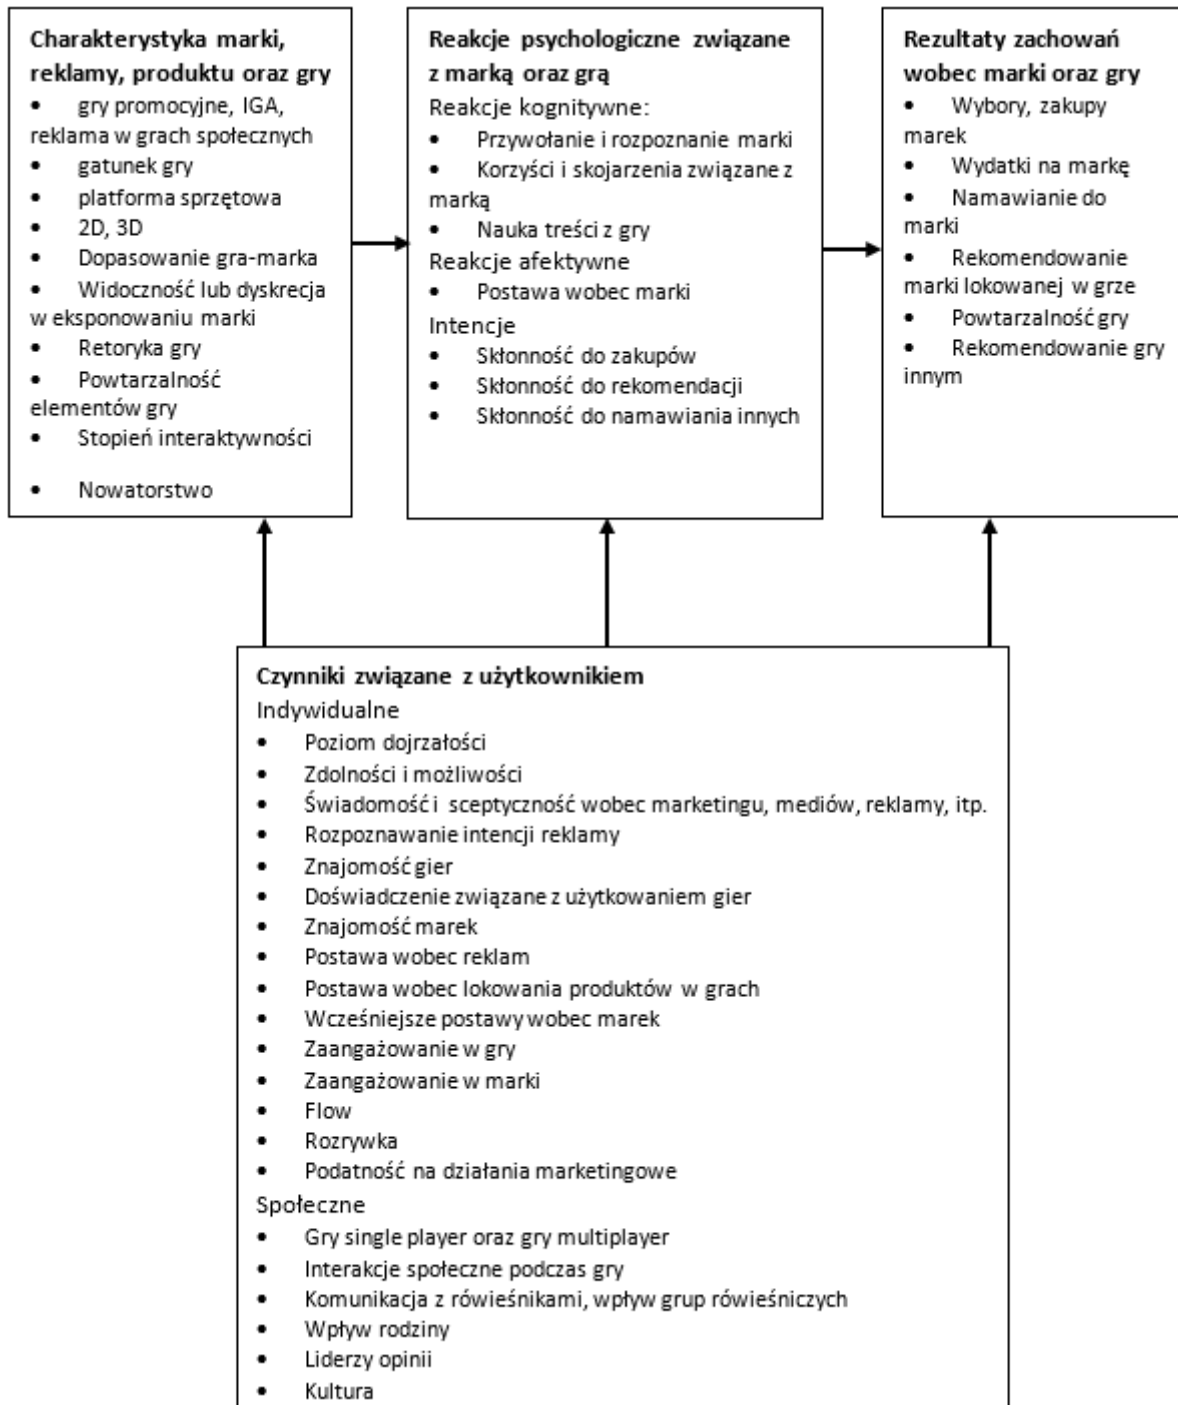 Charakterystyka marki,
reklamy, produktu oraz gry
• gry promocyjne, IGA,
reklama w grach społecznych
• gatunek gry
• platforma sprzętowa
• 2D, 3D
• Dopasowanie gra-marka
• Widoczność lub dyskrecja
w eksponowaniu marki
• Retoryka gry
• Powtarzalność
elementów gry
• Stopień interaktywności
• Nowatorstwo
Reakcje psychologiczne związane
z marką oraz grą
Reakcje kognitywne:
• Przywołanie i rozpoznanie marki
• Korzyści i skojarzenia związane z
marką
• Nauka treści z gry
Reakcje afektywne
• Postawa wobec marki
Intencje
• Skłonność do zakupów
• Skłonność do rekomendacji
• Skłonność do namawiania innych
Rezultaty zachowań
wobec marki oraz gry
• Wybory, zakupy
marek
• Wydatki na markę
• Namawianie do
marki
• Rekomendowanie
marki lokowanej w grze
• Powtarzalność gry
• Rekomendowanie gry
innym
Czynniki związane z użytkownikiem
Indywidualne
• Poziom dojrzałości
• Zdolności i możliwości
• Świadomość i sceptyczność wobec marketingu, mediów, reklamy, itp.
• Rozpoznawanie intencji reklamy
• Znajomość gier
• Doświadczenie związane z użytkowaniem gier
• Znajomość marek
• Postawa wobec reklam
• Postawa wobec lokowania produktów w grach
• Wcześniejsze postawy wobec marek
• Zaangażowanie w gry
• Zaangażowanie w marki
• Flow
• Rozrywka
• Podatność na działania marketingowe
Społeczne
• Gry single player oraz gry multiplayer
• Interakcje społeczne podczas gry
• Komunikacja z rówieśnikami, wpływ grup rówieśniczych
• Wpływ rodziny
• Liderzy opinii
• Kultura